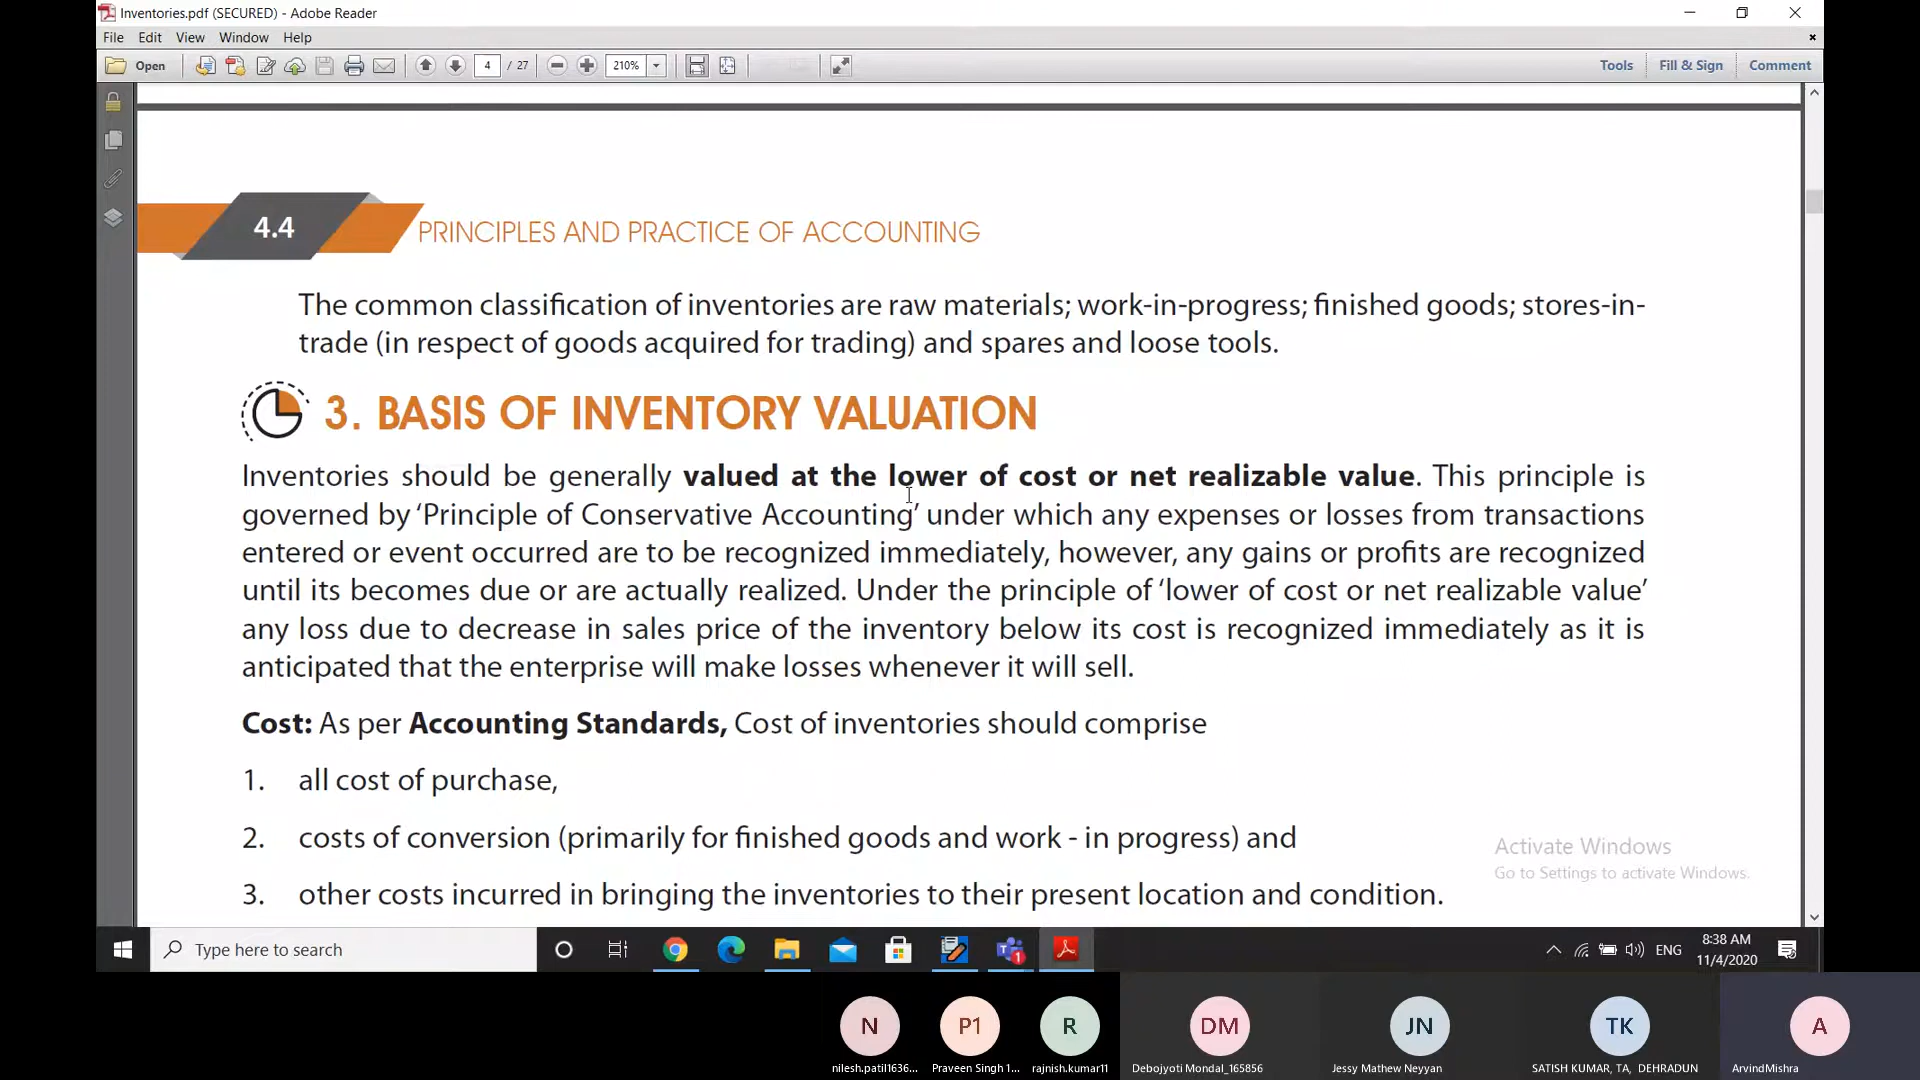 Inventories.pdf (SECURED) - Adobe Reader
File Edit View Window Help
Open 4 / 27 210% Tools Fill & Sign Comment
4.4 PRINCIPLES AND PRACTICE OF ACCOUNTING
The common classification of inventories are raw materials; work-in-progress; finished goods; stores-in-
trade (in respect of goods acquired for trading) and spares and loose tools.
3. BASIS OF INVENTORY VALUATION
Inventories should be generally valued at the lower of cost or net realizable value. This principle is
governed by ‘Principle of Conservative Accounting’ under which any expenses or losses from transactions
entered or event occurred are to be recognized immediately, however, any gains or profits are recognized
until its becomes due or are actually realized. Under the principle of ‘lower of cost or net realizable value’
any loss due to decrease in sales price of the inventory below its cost is recognized immediately as it is
anticipated that the enterprise will make losses whenever it will sell.
Cost: As per Accounting Standards, Cost of inventories should comprise
1. all cost of purchase,
2. costs of conversion (primarily for finished goods and work - in progress) and
3. other costs incurred in bringing the inventories to their present location and condition.
Activate Windows
Go to Settings to activate Windows.
Type here to search
1
ENG
8:38 AM
11/4/2020
N P1 R DM JN TK A
nilesh.patil1636... Praveen Singh 1... rajnish.kumar11 Debojyoti Mondal_165856 Jessy Mathew Neyyan SATISH KUMAR, TA, DEHRADUN ArvindMishra